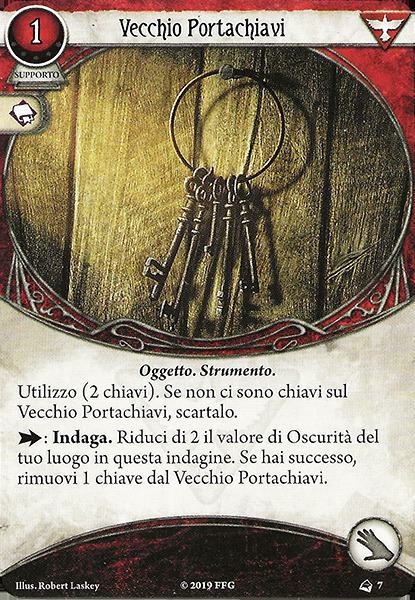 1
Vecchio Portachiavi
SUPPORTO
Oggetto. Strumento.
Utilizzo (2 chiavi). Se non ci sono chiavi sul
Vecchio Portachiavi, scartalo.
: Indaga. Riduci di 2 il valore di Oscurità del
tuo luogo in questa indagine. Se hai successo,
rimuovi 1 chiave dal Vecchio Portachiavi.
Illus. Robert Laskey
© 2019 FFG
7